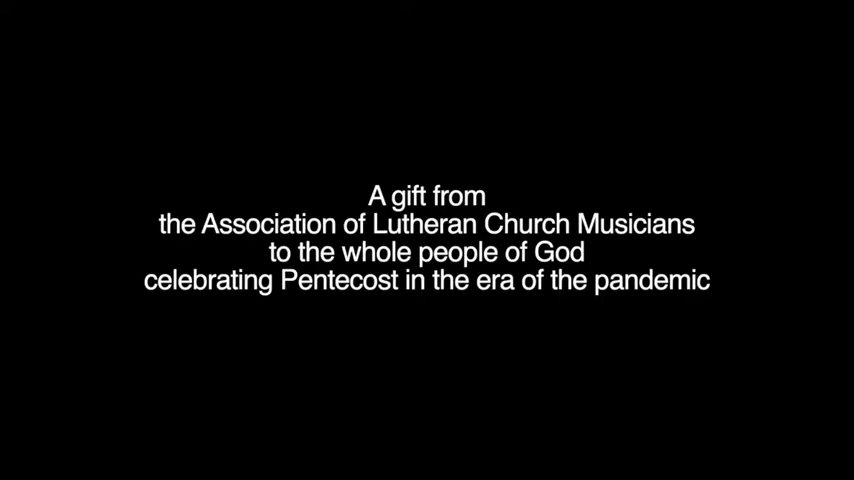 A gift from
the Association of Lutheran Church Musicians
to the whole people of God
celebrating Pentecost in the era of the pandemic